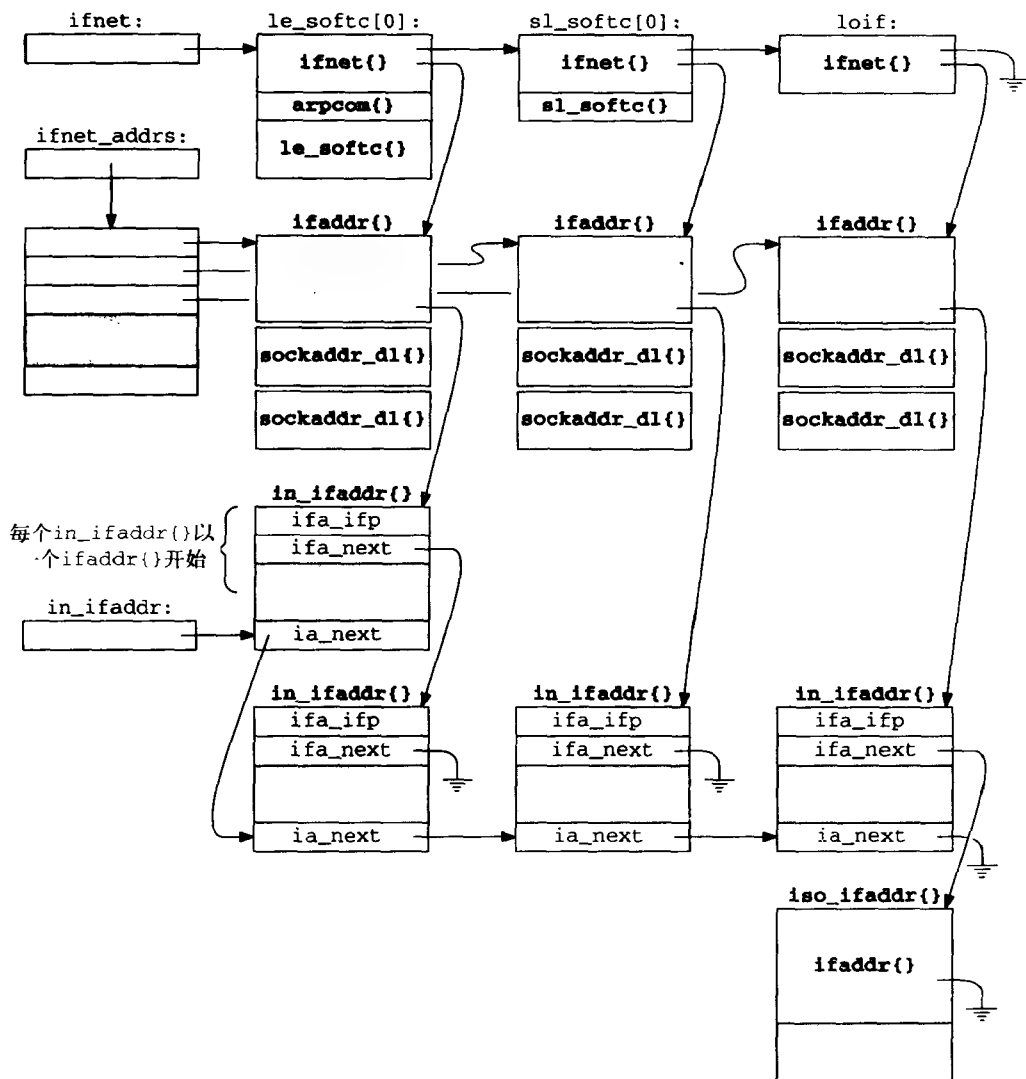 ifnet:
le_softc[0]:
sl_softc[0]:
loif:
ifnet{}
ifnet{}
ifnet{}
arpcom{}
sl_softc{}
le_softc{}
ifnet_addrs:
ifaddr{}
ifaddr{}
ifaddr{}
sockaddr_dl{}
sockaddr_dl{}
sockaddr_dl{}
sockaddr_dl{}
sockaddr_dl{}
sockaddr_dl{}
in_ifaddr{}
每个in_ifaddr{}以
一个ifaddr{}开始
ifa_ifp
ifa_next
in_ifaddr:
ia_next
in_ifaddr{}
in_ifaddr{}
in_ifaddr{}
ifa_ifp
ifa_ifp
ifa_ifp
ifa_next
ifa_next
ifa_next
ia_next
ia_next
ia_next
iso_ifaddr{}
ifaddr{}